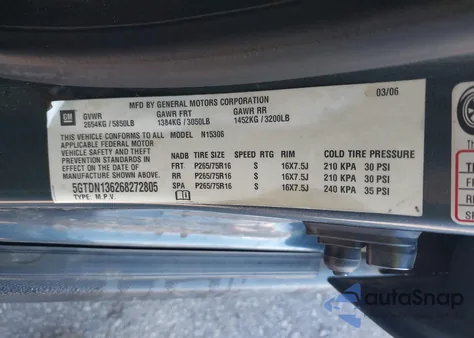 MFD BY GENERAL MOTORS CORPORATION
03/06
GM
GVWR GAWR FRT GAWR RR
2654KG/5850LB 1384KG/3050LB 1452KG/3200LB
THIS VEHICLE CONFORMS TO ALL
APPLICABLE FEDERAL MOTOR
VEHICLE SAFETY AND THEFT
PREVENTION STANDARDS IN
EFFECT ON THE DATE OF
MANUFACTURE SHOWN ABOVE.
5GTDN136268272805
TYPE: M.P.V.
MODEL N15306
NADB TIRE SIZE SPEED RTG RIM COLD TIRE PRESSURE
FRT P265/75R16 S 16X7.5J 210 KPA 30 PSI
RR P265/75R16 S 16X7.5J 210 KPA 30 PSI
SPA P265/75R16 S 16X7.5J 240 KPA 35 PSI
autoSnap